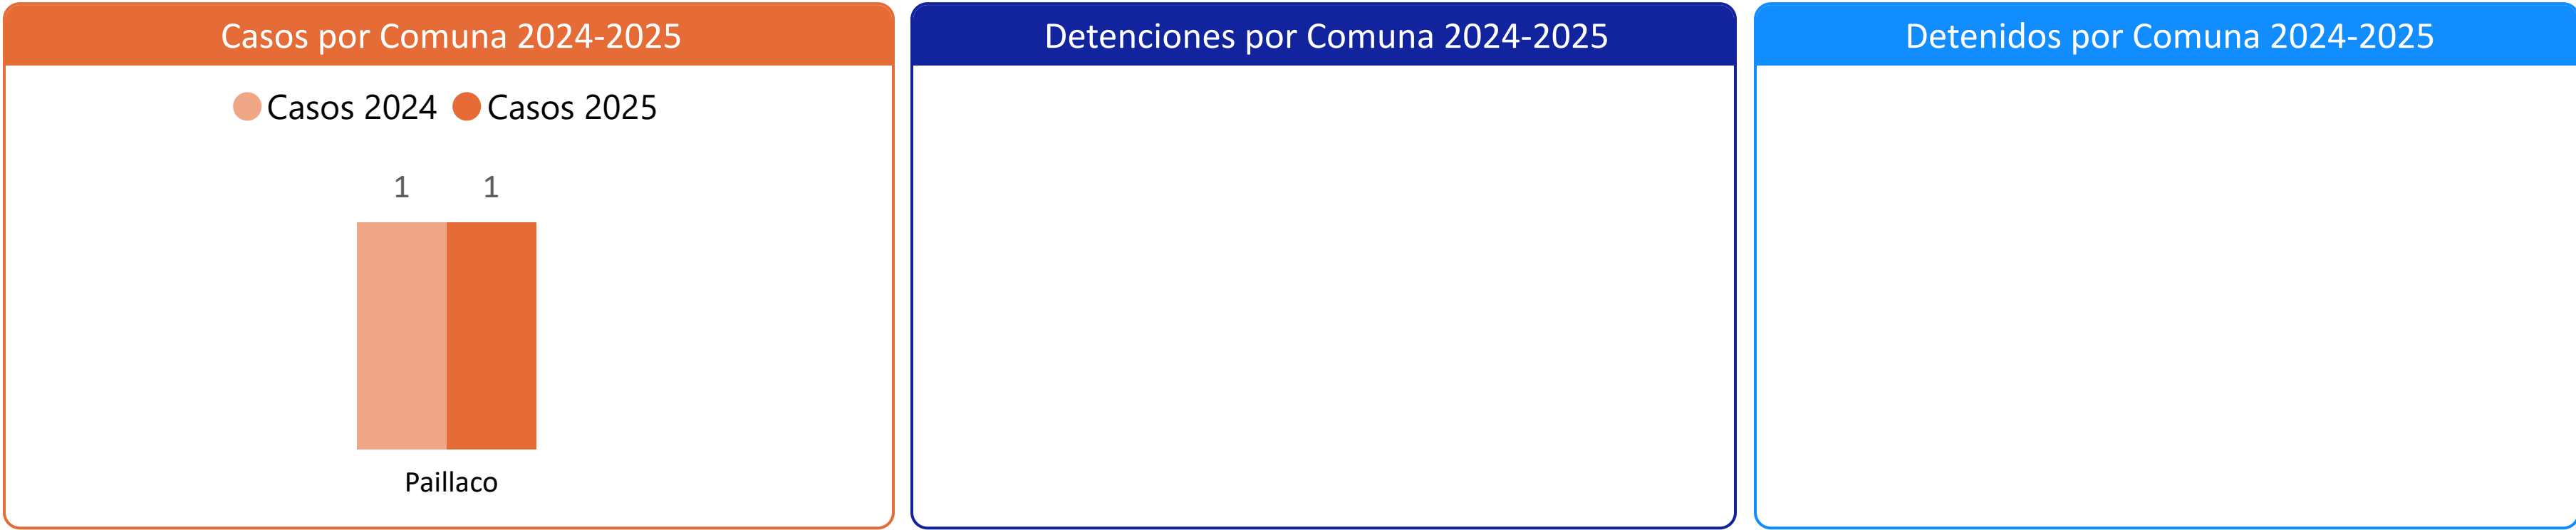 Casos por Comuna 2024-2025
Casos 2024 Casos 2025
1 1
Paillaco
Detenciones por Comuna 2024-2025
Detenidos por Comuna 2024-2025